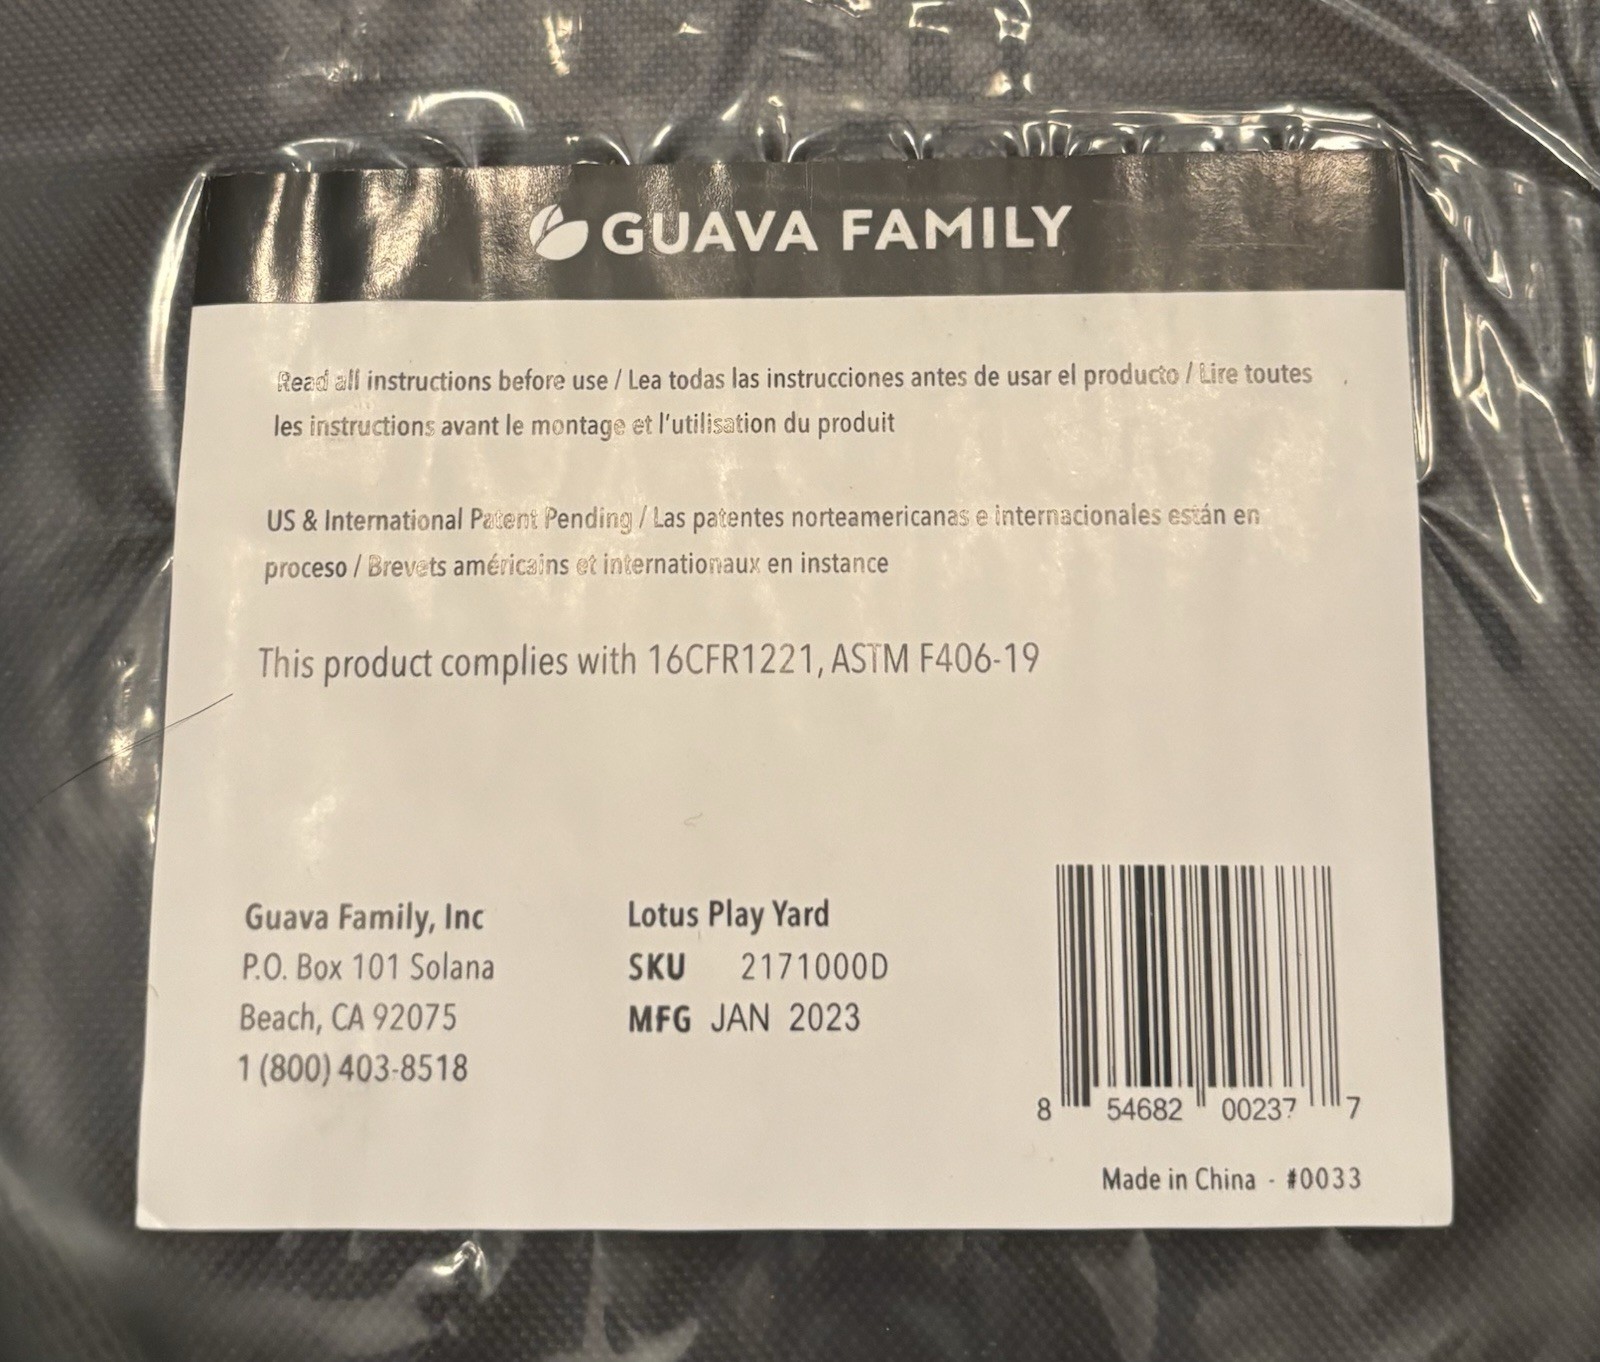 GUAVA FAMILY
Read all instructions before use / Lea todas las instrucciones antes de usar el producto / Lire toutes
les instructions avant le montage et l'utilisation du produit
US & International Patent Pending / Las patentes norteamericanas e internacionales están en
proceso / Brevets américains et internationaux en instance
This product complies with 16CFR1221, ASTM F406-19
Guava Family, Inc
P.O. Box 101 Solana
Beach, CA 92075
1 (800) 403-8518
Lotus Play Yard
SKU 2171000D
MFG JAN 2023
8 54682 00237 7
Made in China - #0033